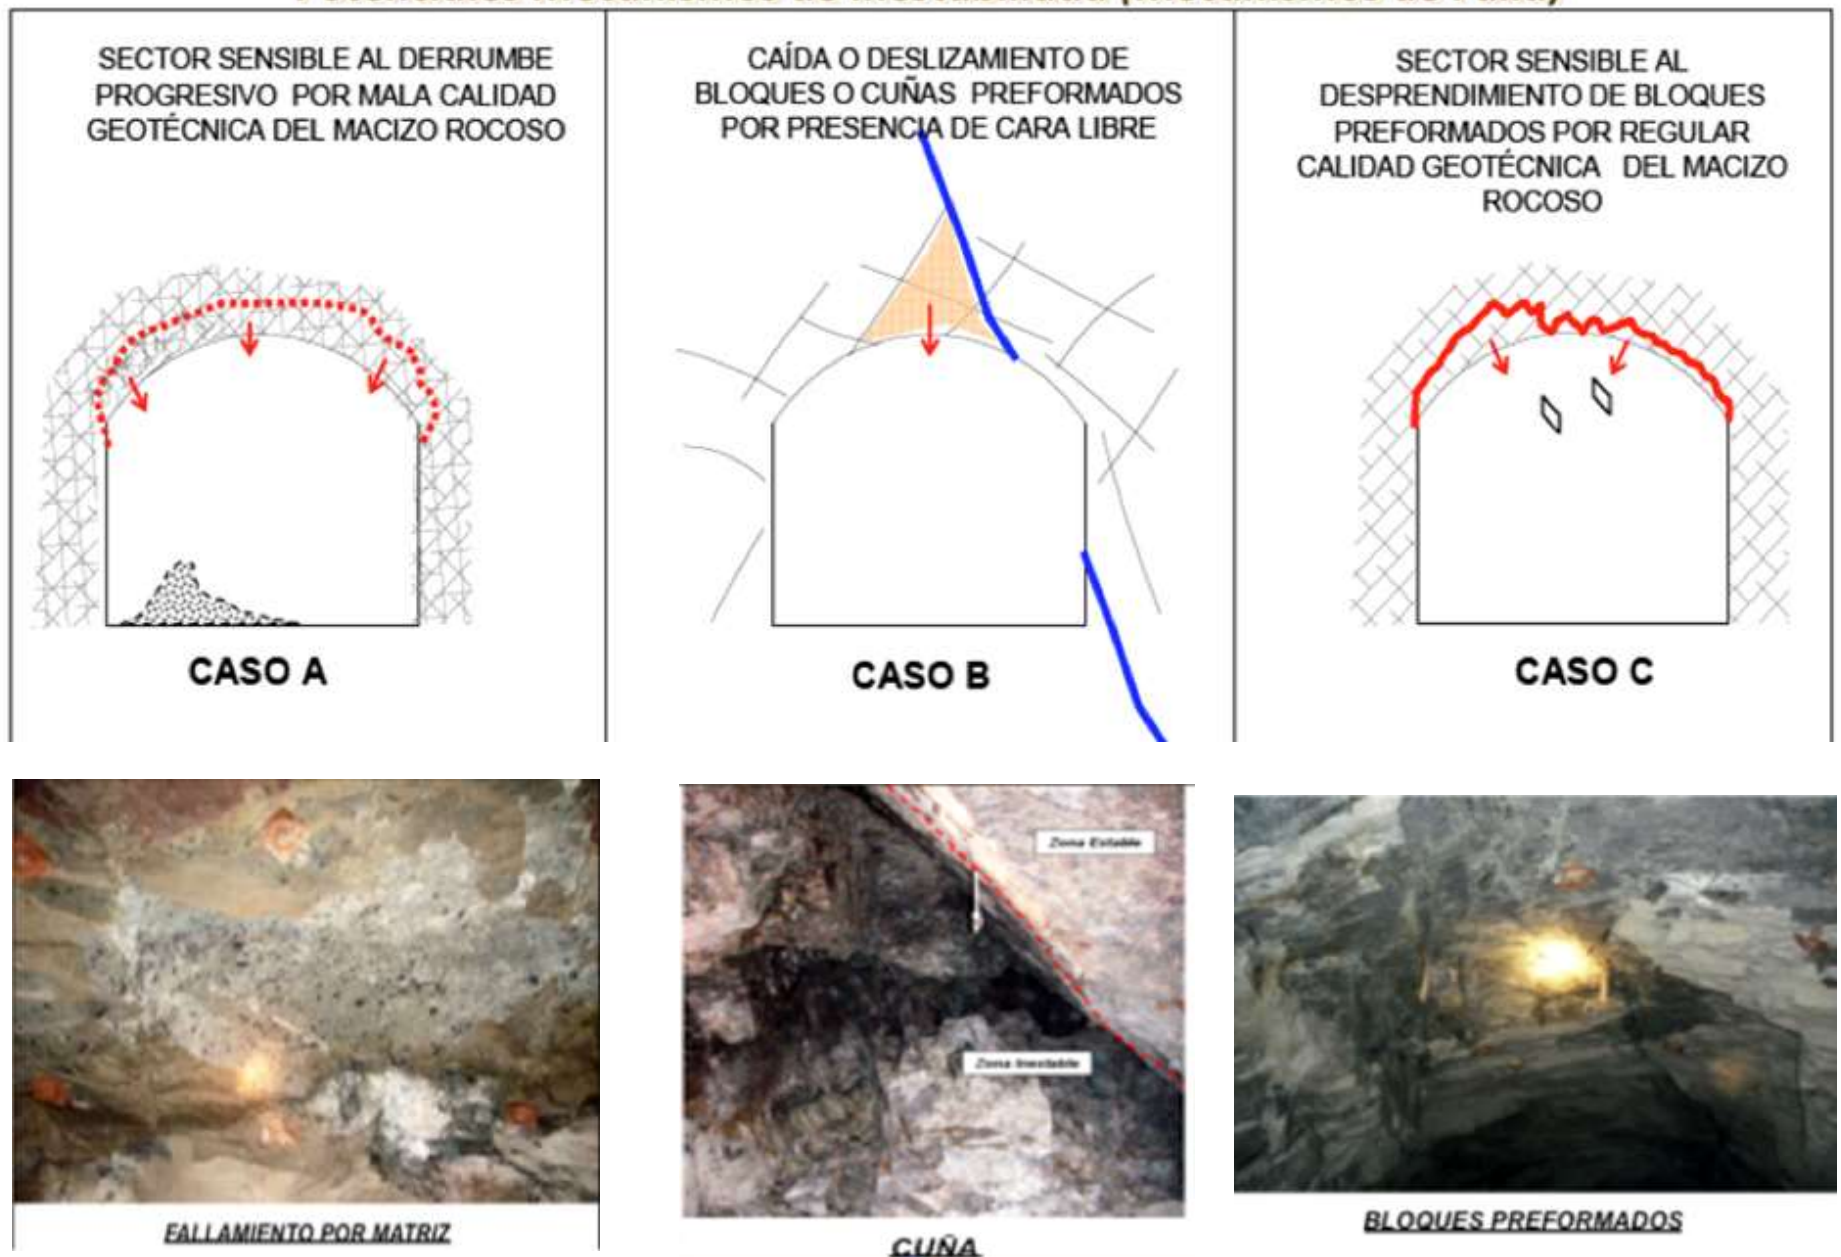 SECTOR SENSIBLE AL DERRUMBE
PROGRESIVO POR MALA CALIDAD
GEOTÉCNICA DEL MACIZO ROCOSO
CAÍDA O DESLIZAMIENTO DE
BLOQUES O CUÑAS PREFORMADOS
POR PRESENCIA DE CARA LIBRE
SECTOR SENSIBLE AL
DESPRENDIMIENTO DE BLOQUES
PREFORMADOS POR REGULAR
CALIDAD GEOTÉCNICA DEL MACIZO
ROCOSO
CASO A
CASO B
CASO C
Zona Estable
Zona Inestable
FALLAMIENTO POR MATRIZ
CUÑA
BLOQUES PREFORMADOS